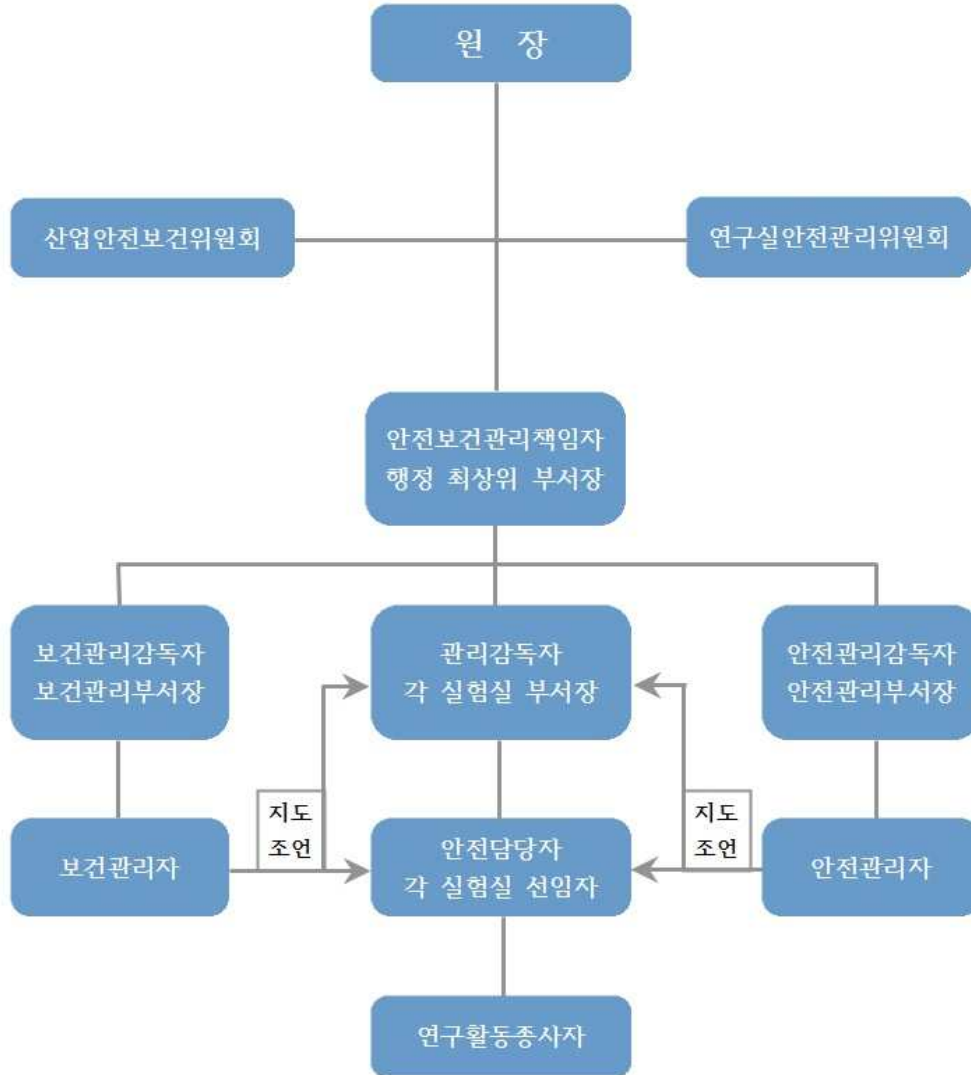 원 장
산업안전보건위원회
연구실안전관리위원회
안전보건관리책임자
행정 최상위 부서장
보건관리감독자
보건관리부서장
관리감독자
각 실험실 부서장
안전관리감독자
안전관리부서장
지도
조언
지도
조언
보건관리자
안전담당자
각 실험실 선임자
안전관리자
연구활동종사자